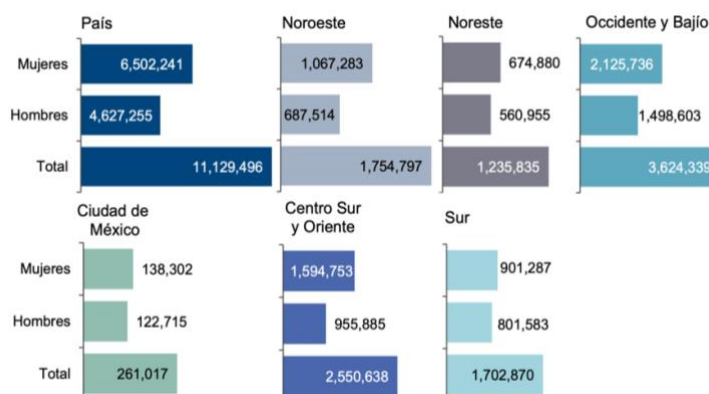 País
Noroeste
Noreste
Occidente y Bajío
Mujeres
6,502,241
1,067,283
674,880
2,125,736
Hombres
4,627,255
687,514
560,955
1,498,603
Total
11,129,496
1,754,797
1,235,835
3,624,339
Ciudad de
México
Centro Sur
y Oriente
Sur
Mujeres
138,302
1,594,753
901,287
Hombres
122,715
955,885
801,583
Total
261,017
2,550,638
1,702,870